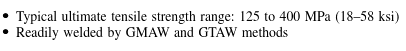 • Typical ultimate tensile strength range: 125 to 400 MPa (18–58 ksi)
• Readily welded by GMAW and GTAW methods